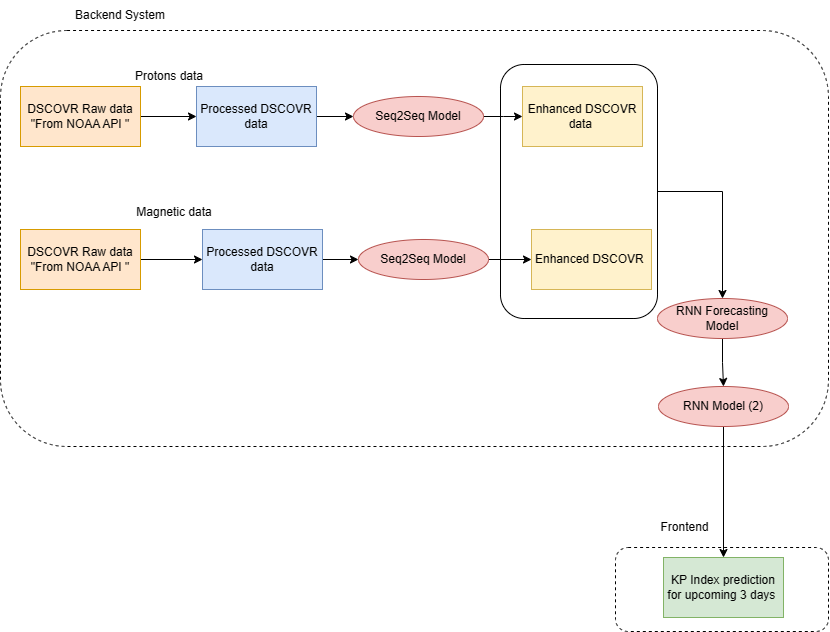 Backend System
Protons data
DSCOVR Raw data
"From NOAA API "
Processed DSCOVR
data
Seq2Seq Model
Enhanced DSCOVR
data
Magnetic data
DSCOVR Raw data
"From NOAA API "
Processed DSCOVR
data
Seq2Seq Model
Enhanced DSCOVR
RNN Forecasting
Model
RNN Model (2)
Frontend
KP Index prediction
for upcoming 3 days